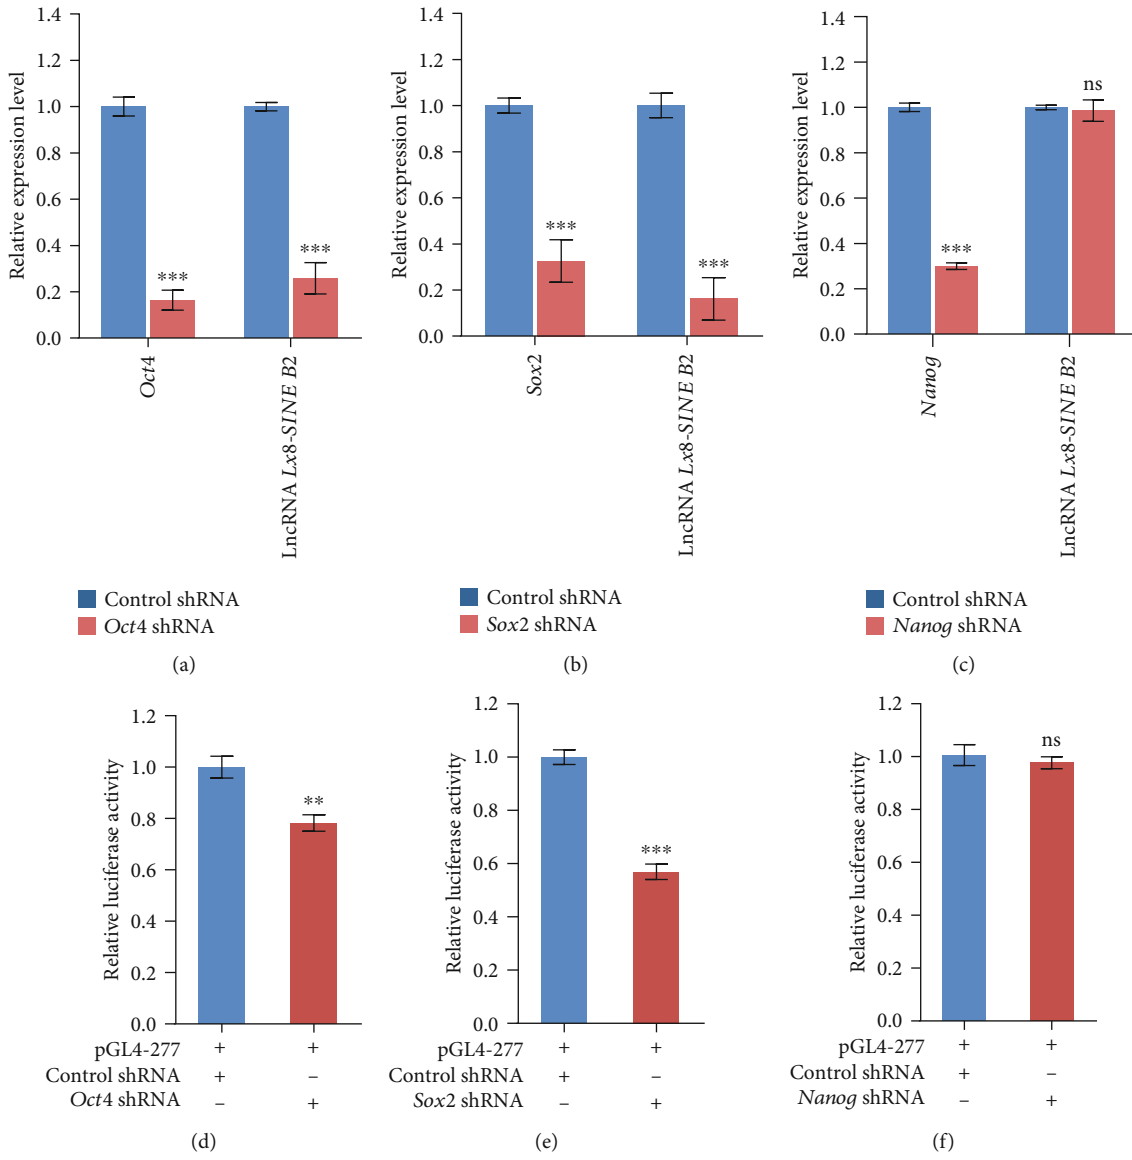 1.4
1.2
1.0
0.8
0.6
0.4
0.2
0.0
Relative expression level
***
***
Oct4
LncRNA Lx8-SINE B2
Control shRNA
Oct4 shRNA
(a)
1.4
1.2
1.0
0.8
0.6
0.4
0.2
0.0
Relative expression level
***
***
Sox2
LncRNA Lx8-SINE B2
Control shRNA
Sox2 shRNA
(b)
1.4
1.2
1.0
0.8
0.6
0.4
0.2
0.0
Relative expression level
***
ns
Nanog
LncRNA Lx8-SINE B2
Control shRNA
Nanog shRNA
(c)
1.2
1.0
0.8
0.6
0.4
0.2
0.0
Relative luciferase activity
**
pGL4-277 + +
Control shRNA + –
Oct4 shRNA – +
(d)
1.2
1.0
0.8
0.6
0.4
0.2
0.0
Relative luciferase activity
***
pGL4-277 + +
Control shRNA + –
Sox2 shRNA – +
(e)
1.2
1.0
0.8
0.6
0.4
0.2
0.0
Relative luciferase activity
ns
pGL4-277 + +
Control shRNA + –
Nanog shRNA – +
(f)